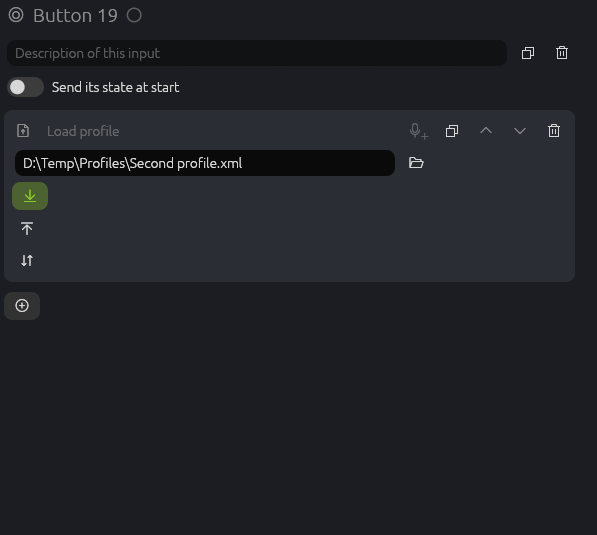 Button 19
Description of this input
Send its state at start
Load profile
D:\Temp\Profiles\Second profile.xml